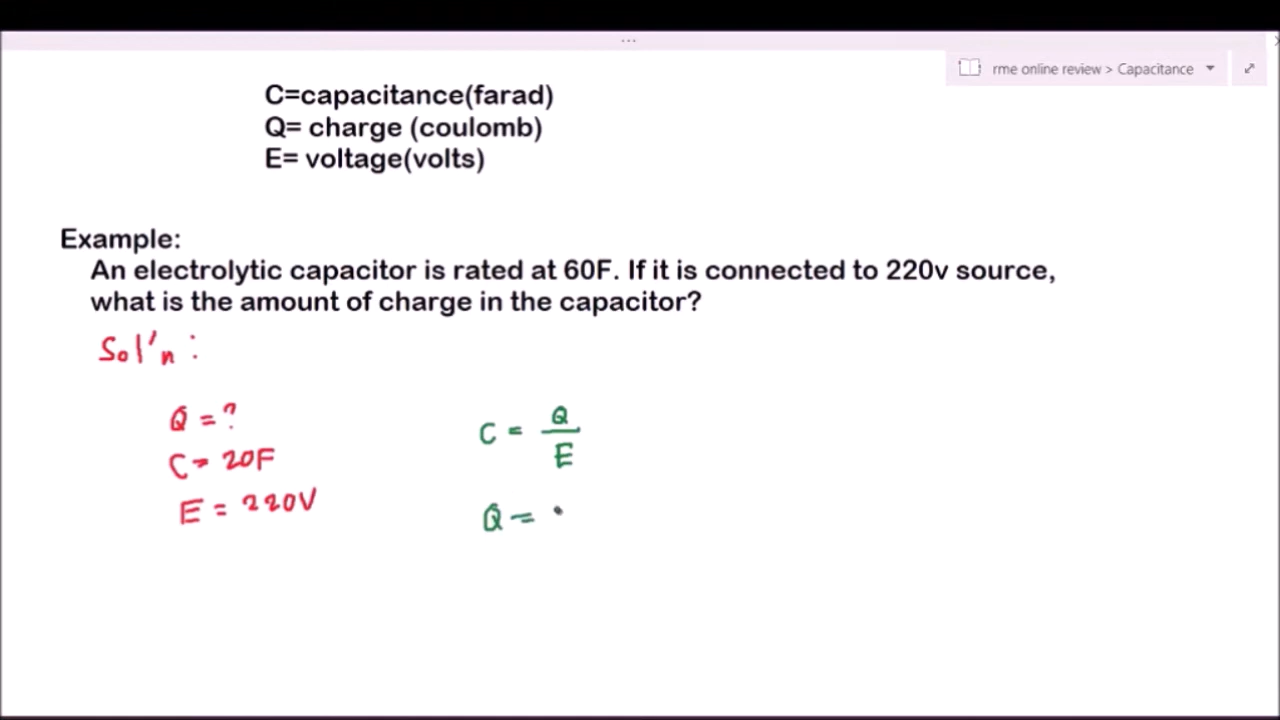 ...
rme online review > Capacitance
C=capacitance(farad)
Q= charge (coulomb)
E= voltage(volts)
Example:
An electrolytic capacitor is rated at 60F. If it is connected to 220v source,
what is the amount of charge in the capacitor?
Sol'n :
Q = ?
C = 20F
E = 220V
C = Q/E
Q =